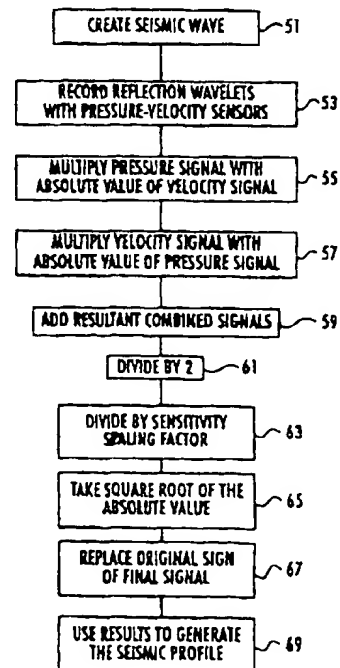 CREATE SEISMIC WAVE 51
RECORD REFLECTION WAVELETS
WITH PRESSURE-VELOCITY SENSORS 53
MULTIPLY PRESSURE SIGNAL WITH
ABSOLUTE VALUE OF VELOCITY SIGNAL 55
MULTIPLY VELOCITY SIGNAL WITH
ABSOLUTE VALUE OF PRESSURE SIGNAL 57
ADD RESULTANT COMBINED SIGNALS 59
DIVIDE BY 2 61
DIVIDE BY SENSITIVITY
SPALING FACTOR 63
TAKE SQUARE ROOT OF THE
ABSOLUTE VALUE 65
REPLACE ORIGINAL SIGN
OF FINAL SIGNAL 67
USE RESULTS TO GENERATE
THE SEISMIC PROFILE 69